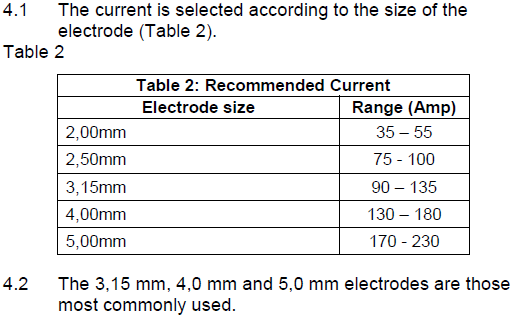 4.1 The current is selected according to the size of the
electrode (Table 2).
Table 2
Table 2: Recommended Current
Electrode size Range (Amp)
2,00mm 35 – 55
2,50mm 75 - 100
3,15mm 90 – 135
4,00mm 130 – 180
5,00mm 170 - 230
4.2 The 3,15 mm, 4,0 mm and 5,0 mm electrodes are those
most commonly used.